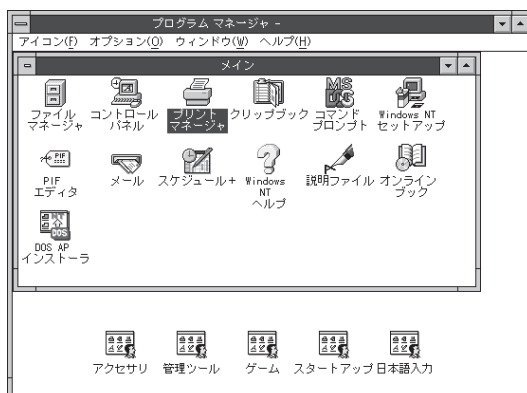 プログラム マネージャ -
アイコン(F) オプション(O) ウィンドウ(W) ヘルプ(H)
メイン
ファイル
マネージャ
コントロール
パネル
プリント
マネージャ
クリップブック
MS
DOS
コマンド
プロンプト
Windows NT
セットアップ
PIF
PIF
エディタ
メール
スケジュール+
Windows
NT
ヘルプ
説明ファイル
オンライン
ブック
NT
DOS
DOS AP
インストーラ
アクセサリ
管理ツール
ゲーム
スタートアップ
日本語入力